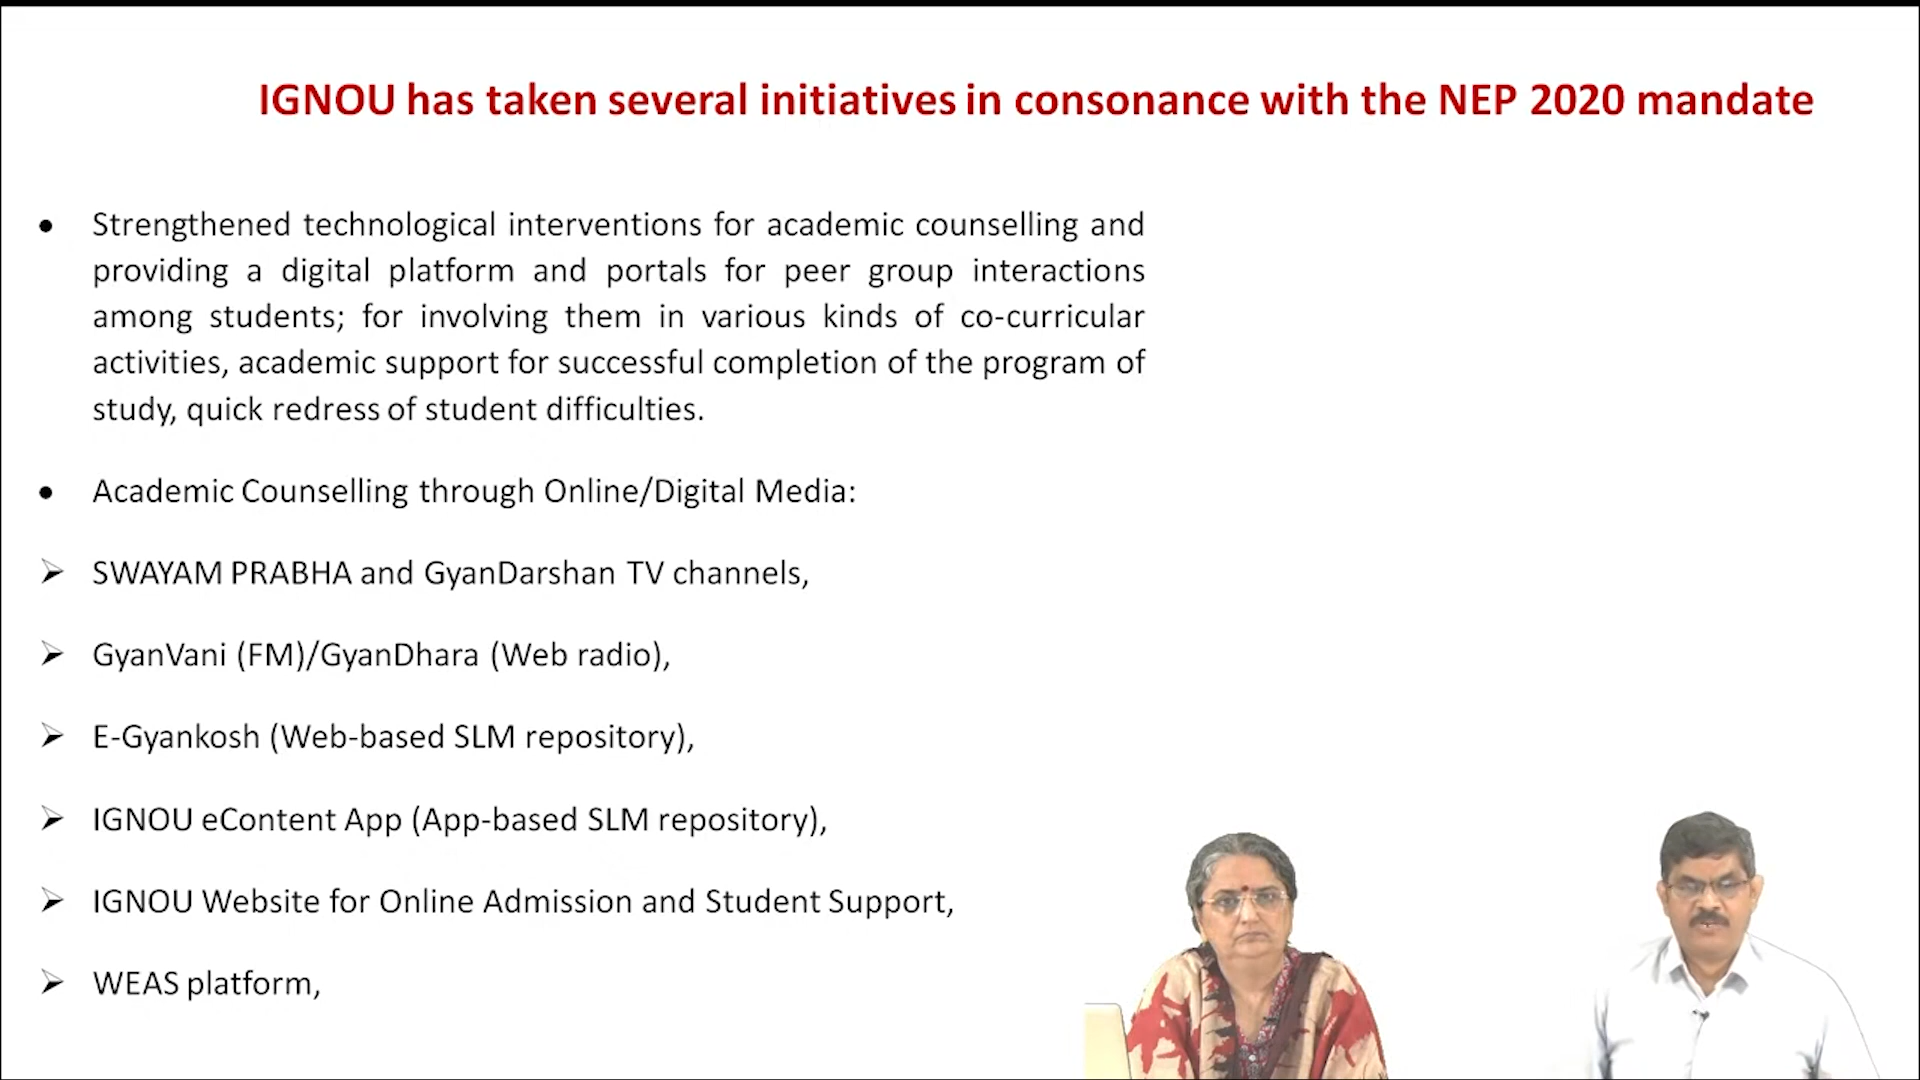 IGNOU has taken several initiatives in consonance with the NEP 2020 mandate
• Strengthened technological interventions for academic counselling and
providing a digital platform and portals for peer group interactions
among students; for involving them in various kinds of co-curricular
activities, academic support for successful completion of the program of
study, quick redress of student difficulties.
• Academic Counselling through Online/Digital Media:
➢ SWAYAM PRABHA and GyanDarshan TV channels,
➢ GyanVani (FM)/GyanDhara (Web radio),
➢ E-Gyankosh (Web-based SLM repository),
➢ IGNOU eContent App (App-based SLM repository),
➢ IGNOU Website for Online Admission and Student Support,
➢ WEAS platform,